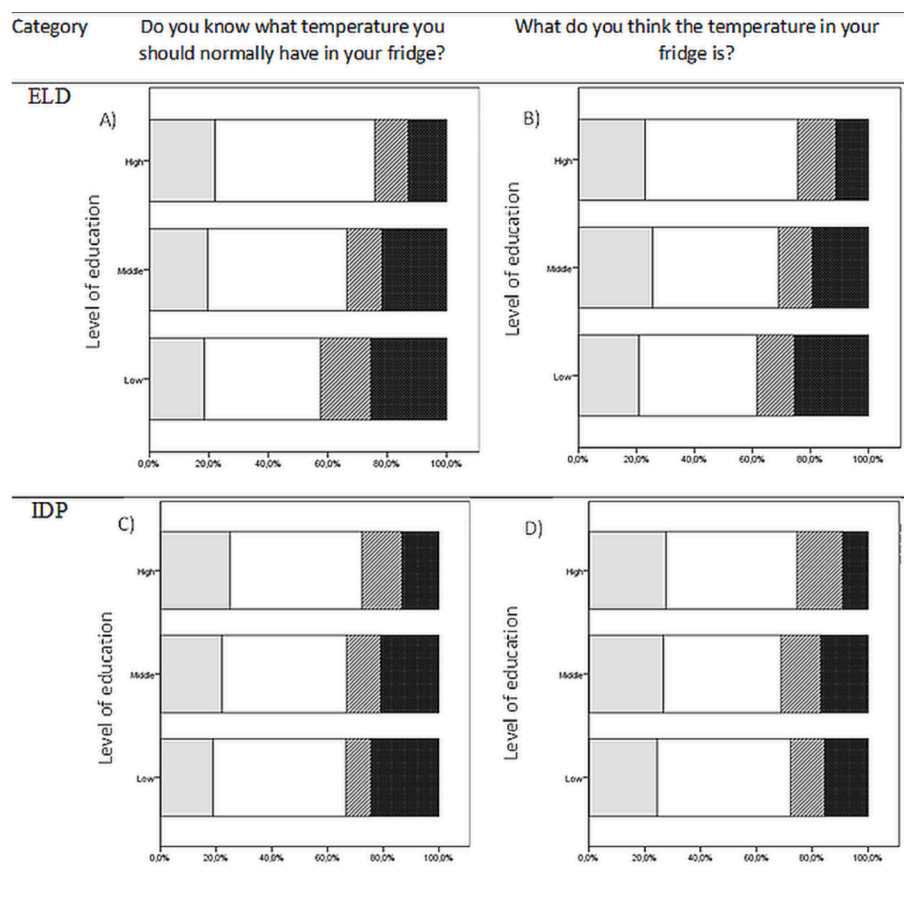 Category
Do you know what temperature you
should normally have in your fridge?
What do you think the temperature in your
fridge is?
ELD
A)
Level of education
High
Middle
Low
0,0% 20,0% 40,0% 60,0% 80,0% 100,0%
B)
Level of education
High
Middle
Low
0,0% 20,0% 40,0% 60,0% 80,0% 100,0%
IDP
C)
Level of education
High
Middle
Low
0,0% 20,0% 40,0% 60,0% 80,0% 100,0%
D)
Level of education
High
Middle
Low
0,0% 20,0% 40,0% 60,0% 80,0% 100,0%